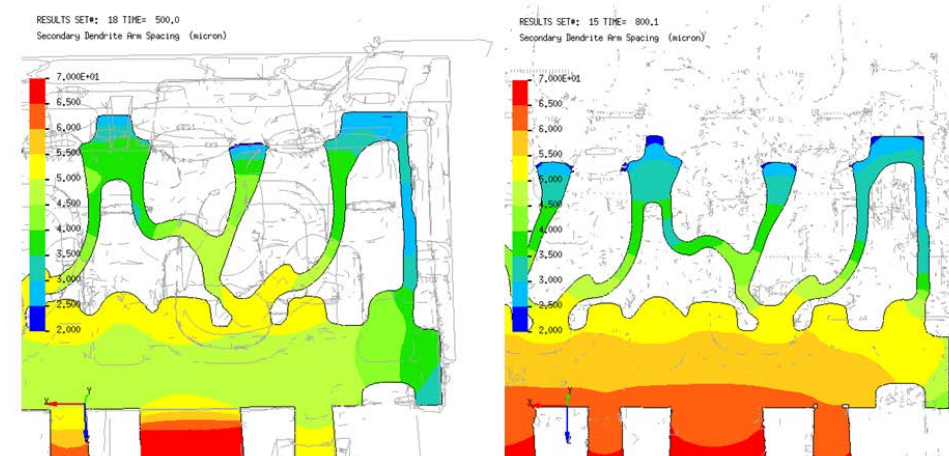 RESULTS SET#: 18 TIME= 500.0
Secondary Dendrite Arm Spacing (micron)
7.000E+01
6.500
6.000
5.500
5.000
4.500
4.000
3.500
3.000
2.500
2.000
X
Y
Z
RESULTS SET#: 15 TIME= 800.1
Secondary Dendrite Arm Spacing (micron)
7.000E+01
6.500
6.000
5.500
5.000
4.500
4.000
3.500
3.000
2.500
2.000
X
Y
Z